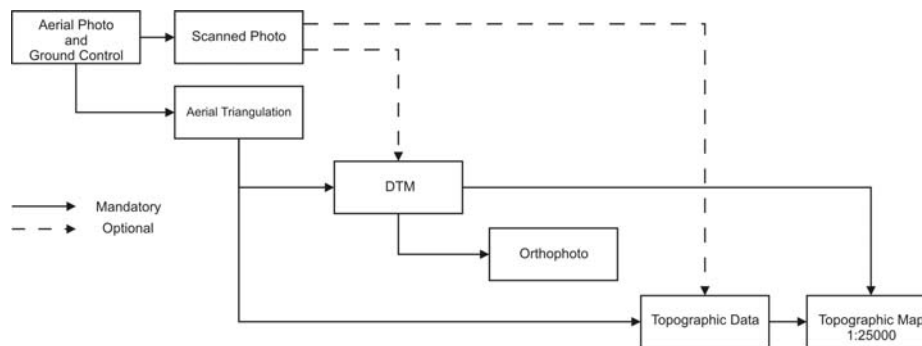 Aerial Photo
and
Ground Control
Scanned Photo
Aerial Triangulation
DTM
Mandatory
Optional
Orthophoto
Topographic Data
Topographic Map
1:25000